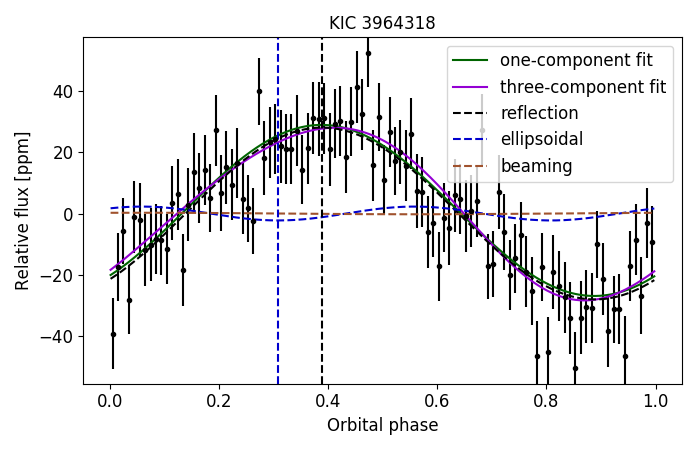 KIC 3964318
Relative flux [ppm]
40
20
0
−20
−40
one-component fit
three-component fit
reflection
ellipsoidal
beaming
0.0 0.2 0.4 0.6 0.8 1.0
Orbital phase